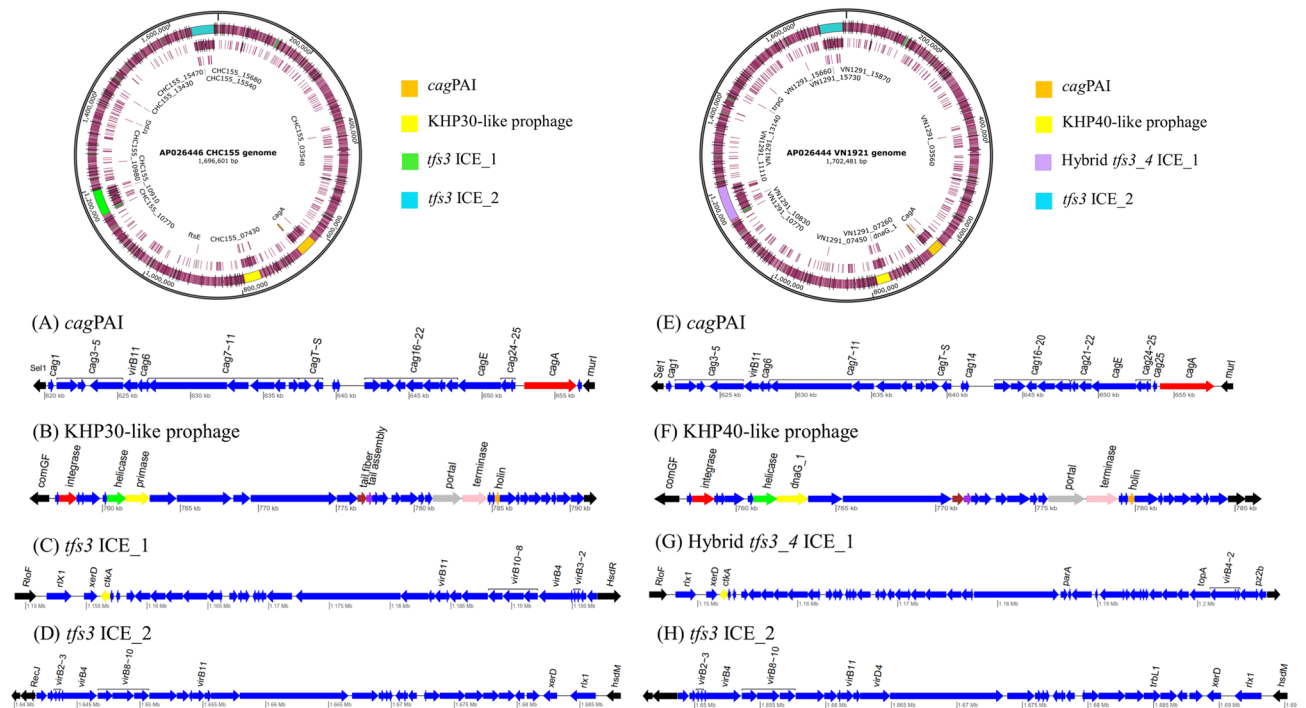 1,600,000
200,000
400,000
600,000
800,000
1,000,000
1,200,000
1,400,000
CHC155_15470
CHC155_13430
CHC155_15680
CHC155_15540
trpG
CHC155_03540
CHC155_10980
CHC155_10910
CHC155_10770
ftsE
CHC155_07430
cagA
AP026446 CHC155 genome
1,696,601 bp
cagPAI
KHP30-like prophage
tfs3 ICE_1
tfs3 ICE_2
1,600,000
200,000
400,000
600,000
800,000
1,000,000
1,200,000
1,400,000
VN1291_15660
VN1291_15870
VN1291_15730
trpG
VN1291_13140
VN1291_11110
VN1291_03560
VN1291_10830
VN1291_10770
VN1291_07260
VN1291_07450
dnaG_1
CagA
AP026444 VN1921 genome
1,702,481 bp
cagPAI
KHP40-like prophage
Hybrid tfs3_4 ICE_1
tfs3 ICE_2
(A) cagPAI
Sel1 cag1 cag3~5 virB11 cag6 cag7~11 cagT~S cag16~22 cagE cag24~25 cagA murI
620 kb 625 kb 630 kb 635 kb 640 kb 645 kb 650 kb 655 kb
(B) KHP30-like prophage
comGF integrase helicase primase tail fiber tail assembly portal terminase holin
760 kb 765 kb 770 kb 775 kb 780 kb 785 kb 790 kb
(C) tfs3 ICE_1
RloF rlX1 xerD ctkA virB11 virB10~8 virB4 virB3~2 HsdR
1.15 Mb 1.155 Mb 1.16 Mb 1.165 Mb 1.17 Mb 1.175 Mb 1.18 Mb 1.185 Mb 1.19 Mb 1.195 Mb
(D) tfs3 ICE_2
RecJ virB2~3 virB4 virB8~10 virB11 xerD rlx1 hsdM
1.645 Mb 1.65 Mb 1.655 Mb 1.66 Mb 1.665 Mb 1.67 Mb 1.675 Mb 1.68 Mb 1.685 Mb
(E) cagPAI
Sel1 cag1 cag3~5 virB11 cag6 cag7~11 cagT~S cag14 cag16~20 cag21~22 cagE cag24~25 cag25 cagA murI
625 kb 630 kb 635 kb 640 kb 645 kb 650 kb 655 kb
(F) KHP40-like prophage
comGF integrase helicase dnaG_1 portal terminase holin
760 kb 765 kb 770 kb 775 kb 780 kb 785 kb
(G) Hybrid tfs3_4 ICE_1
RloF rlx1 xerD ctkA parA topA virB4~2 pz2b
1.15 Mb 1.16 Mb 1.17 Mb 1.18 Mb 1.19 Mb 1.2 Mb
(H) tfs3 ICE_2
virB2~3 virB4 virB8~10 virB11 virD4 trbL1 xerD rlx1 hsdM
1.65 Mb 1.655 Mb 1.66 Mb 1.665 Mb 1.67 Mb 1.675 Mb 1.68 Mb 1.685 Mb 1.69 Mb